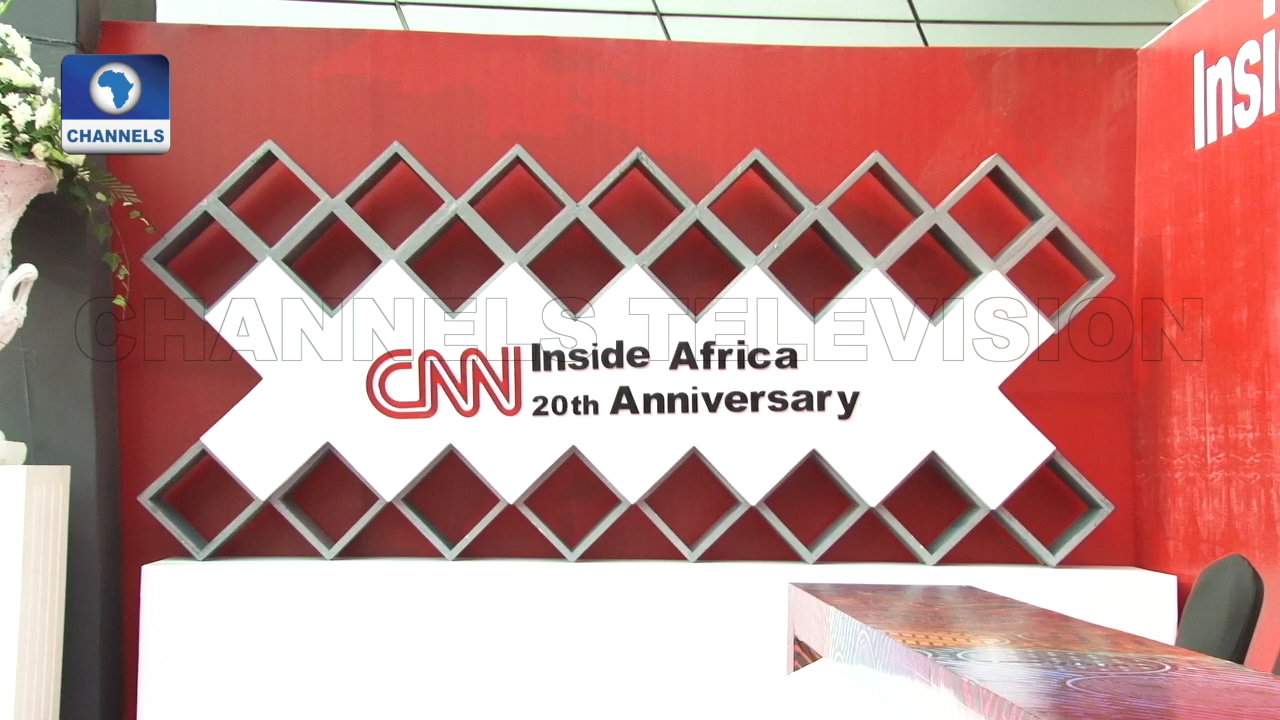 CHANNELS
Insi
CHANNELS TELEVISION
CNN Inside Africa
20th Anniversary